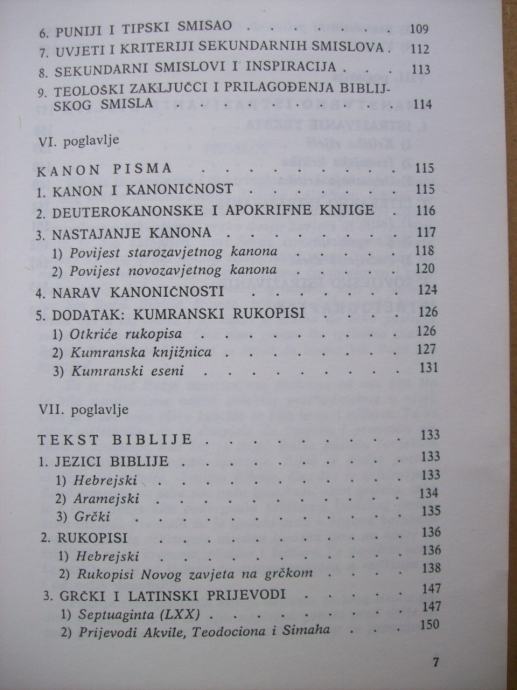 6. PUNIJI I TIPSKI SMISAO . . . . . . 109
7. UVJETI I KRITERIJI SEKUNDARNIH SMISLOVA . 112
8. SEKUNDARNI SMISLOVI I INSPIRACIJA . . . . 113
9. TEOLOŠKI ZAKLJUČCI I PRILAGOĐENJA BIBLIJ-
SKOG SMISLA . . . . . . . . . 114
VI. poglavlje
KANON PISMA . . . . . . . . . 115
1. KANON I KANONIČNOST . . . . . . 115
2. DEUTEROKANONSKE I APOKRIFNE KNJIGE . . 116
3. NASTAJANJE KANONA . . . . . . . 117
1) Povijest starozavjetnog kanona . . . . . 118
2) Povijest novozavjetnog kanona . . . . . 120
4. NARAV KANONIČNOSTI . . . . . . 124
5. DODATAK: KUMRANSKI RUKOPISI . . . . 126
1) Otkriće rukopisa . . . . . . . . 126
2) Kumranska knjižnica . . . . . . . 127
3) Kumranski eseni . . . . . . . . 131
VII. poglavlje
TEKST BIBLIJE . . . . . . . . 133
1. JEZICI BIBLIJE . . . . . . . . . 133
1) Hebrejski . . . . . . . . . 133
2) Aramejski . . . . . . . . . 134
3) Grčki . . . . . . . . . . 135
2. RUKOPISI . . . . . . . . . 136
1) Hebrejski . . . . . . . . . 136
2) Rukopisi Novog zavjeta na grčkom . . . . 138
3. GRČKI I LATINSKI PRIJEVODI . . . . . 147
1) Septuaginta (LXX) . . . . . . . 147
2) Prijevodi Akvile, Teodociona i Simaha . . . 150
7